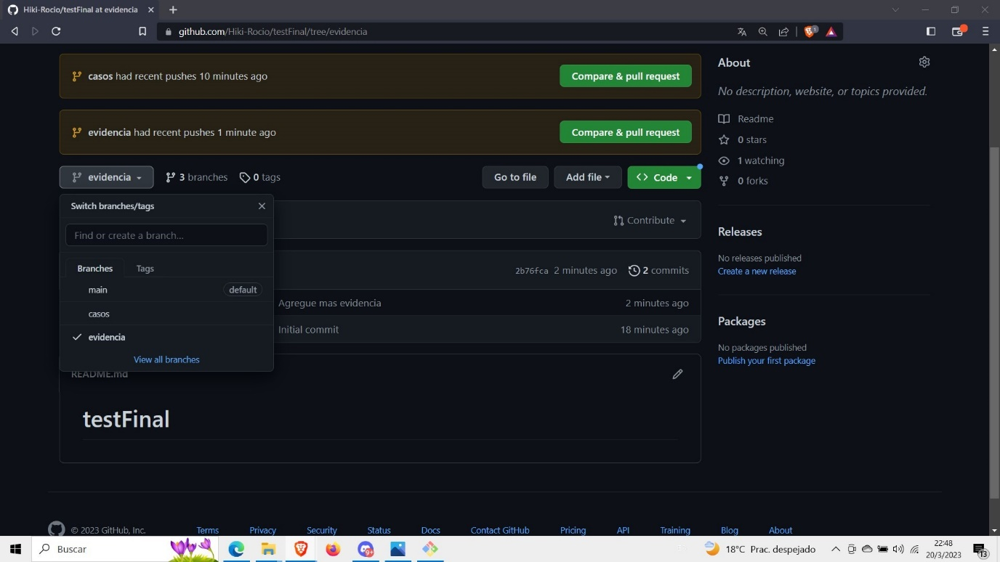 Hiki-Rocio/testFinal at evidencia
github.com/Hiki-Rocio/testFinal/tree/evidencia
1
casos had recent pushes 10 minutes ago
Compare & pull request
evidencia had recent pushes 1 minute ago
Compare & pull request
evidencia
3 branches
0 tags
Go to file
Add file
Code
Switch branches/tags
Find or create a branch...
Branches
Tags
main
default
casos
evidencia
View all branches
Contribute
2b76fca 2 minutes ago
2 commits
Agregue mas evidencia
2 minutes ago
Initial commit
18 minutes ago
README.md
testFinal
About
No description, website, or topics provided.
Readme
0 stars
1 watching
0 forks
Releases
No releases published
Create a new release
Packages
No packages published
Publish your first package
© 2023 GitHub, Inc.
Terms
Privacy
Security
Status
Docs
Contact GitHub
Pricing
API
Training
Blog
About
Buscar
9+
18°C Prac. despejado
22:48
20/3/2023
13